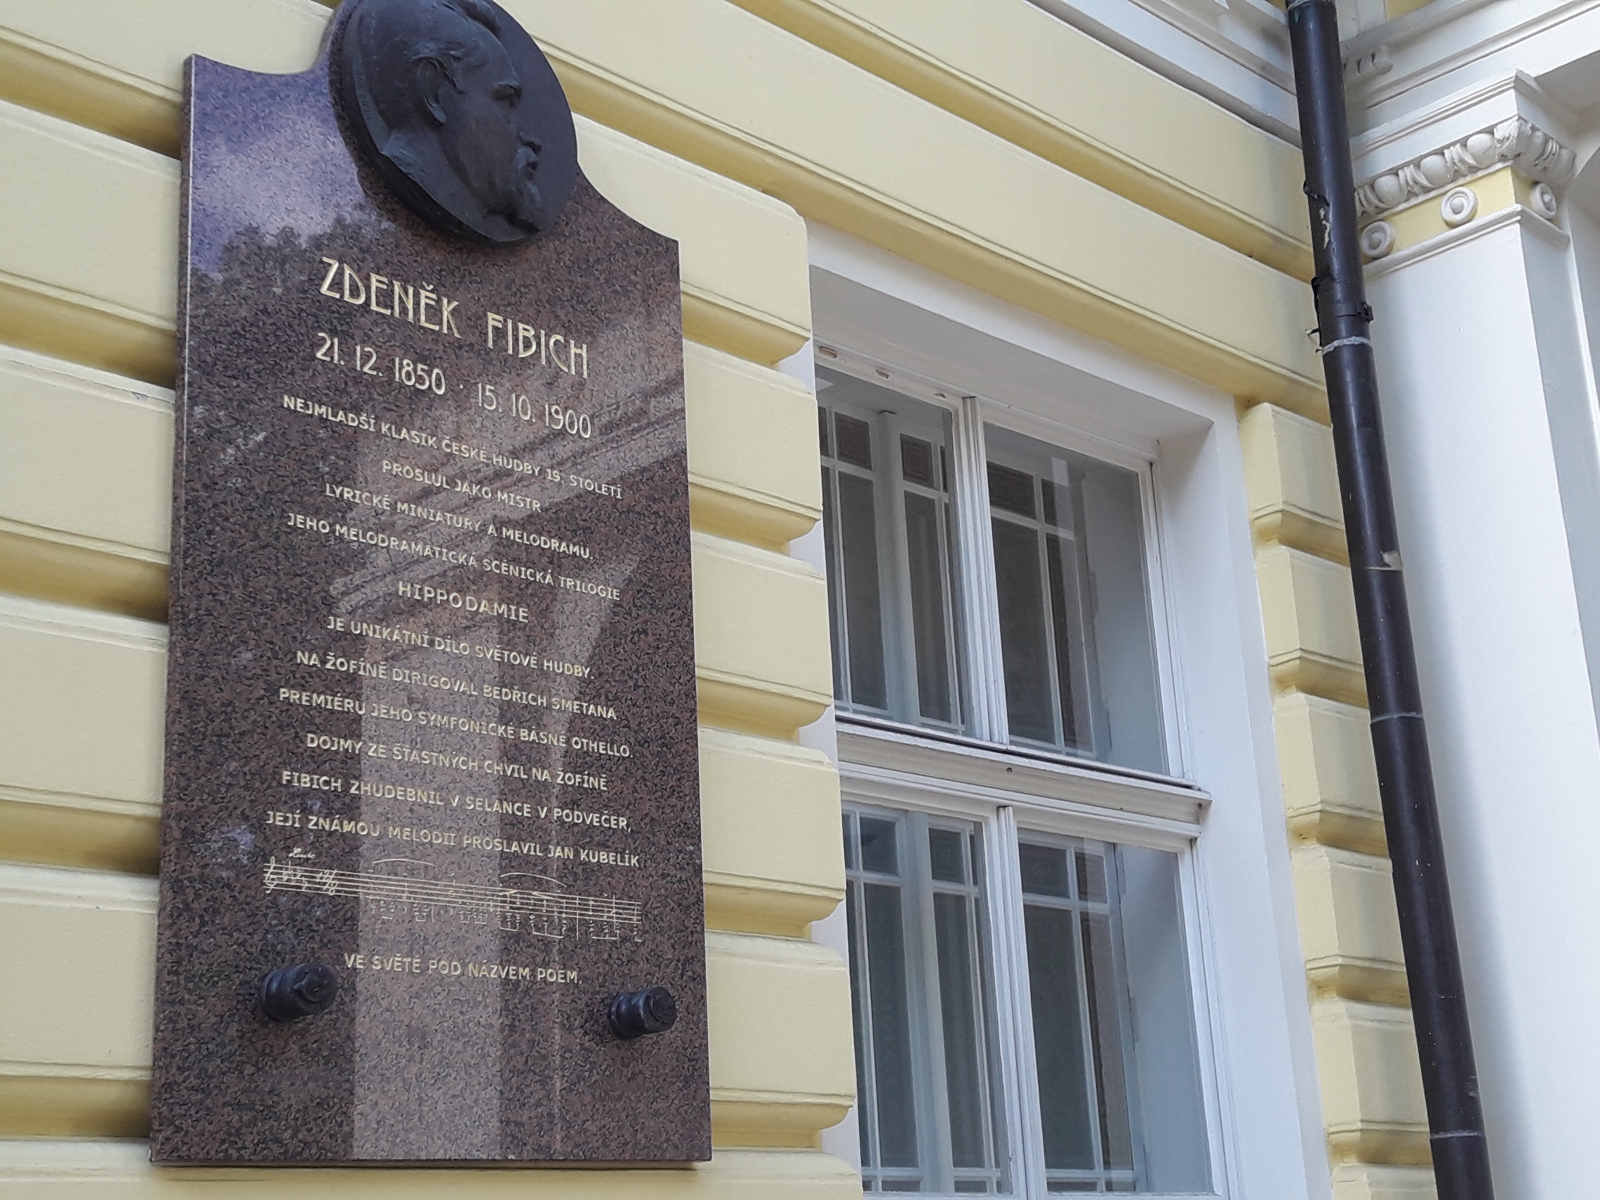 ZDENĚK FIBICH
21. 12. 1850 · 15. 10. 1900
NEJMLADŠÍ KLASIK ČESKÉ HUDBY 19. STOLETÍ
PROSLUL JAKO MISTR
LYRICKÉ MINIATURY A MELODRAMU.
JEHO MELODRAMATICKÁ SCÉNICKÁ TRILOGIE
HIPPODAMIE
JE UNIKÁTNÍ DÍLO SVĚTOVÉ HUDBY.
NA ŽOFÍNĚ DIRIGOVAL BEDŘICH SMETANA
PREMIÉRU JEHO SYMFONICKÉ BÁSNĚ OTHELLO.
DOJMY ZE ŠŤASTNÝCH CHVIL NA ŽOFÍNĚ
FIBICH ZHUDEBNIL V SELANCE V PODVEČER,
JEJÍ ZNÁMOU MELODII PROSLAVIL JAN KUBELÍK
VE SVĚTĚ POD NÁZVEM POEM.